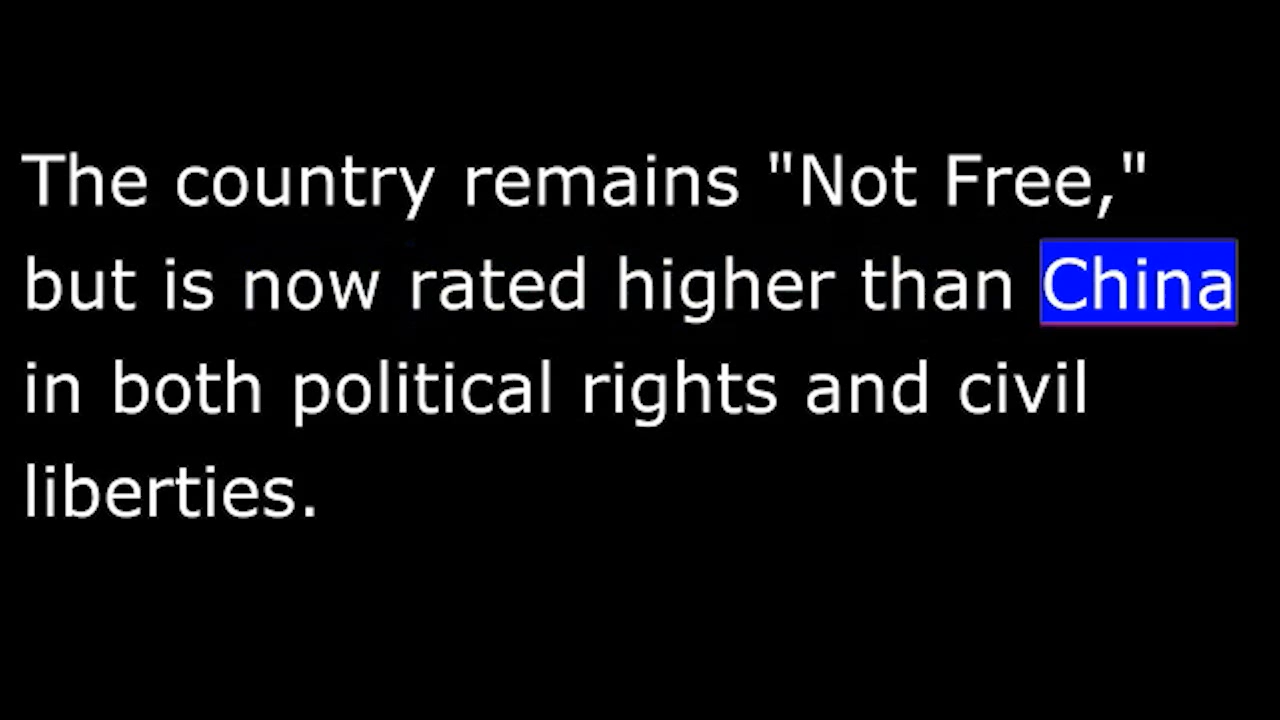 The country remains "Not Free,"
but is now rated higher than China
in both political rights and civil
liberties.